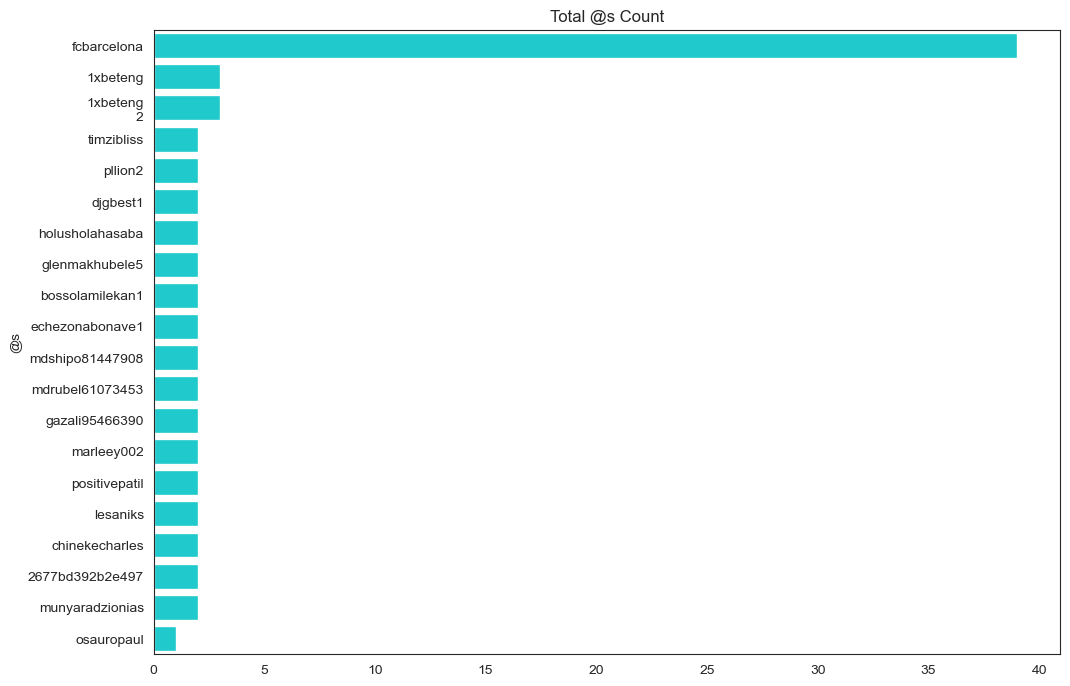 Total @s Count
@s
fcbarcelona
1xbeteng
1xbeteng
2
timzibliss
pllion2
djgbest1
holusholahasaba
glenmakhubele5
bossolamilekan1
echezonabonave1
mdshipo81447908
mdrubel61073453
gazali95466390
marleey002
positivepatil
lesaniks
chinekecharles
2677bd392b2e497
munyaradzionias
osauropaul
0 5 10 15 20 25 30 35 40